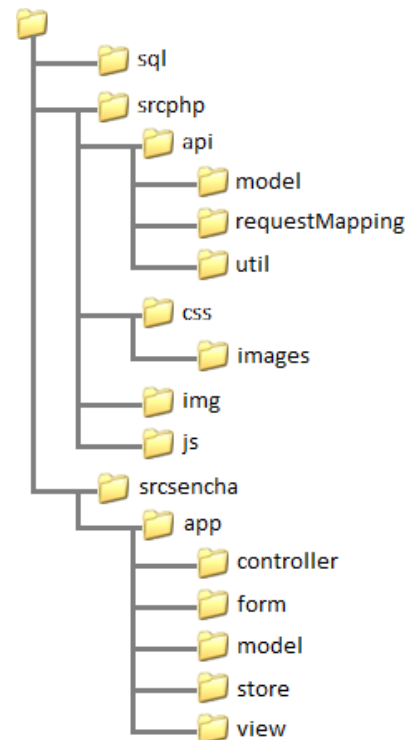 sql
srcphp
api
model
requestMapping
util
css
images
img
js
srcsencha
app
controller
form
model
store
view